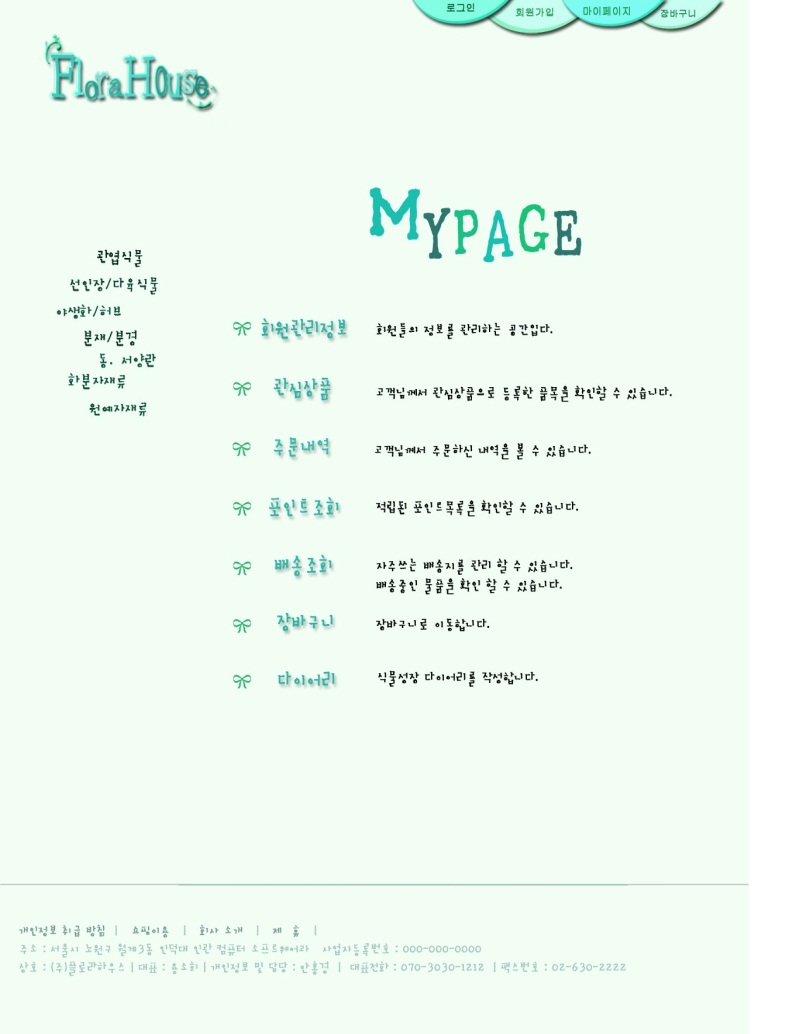 로그인 회원가입 마이페이지 장바구니
FloraHouse
MYPAGE
관엽식물
선인장/다육식물
야생화/허브
분재/분경
동. 서양란
화분자재류
원예자재류
회원관리정보 회원들의 정보를 관리하는 공간입다.
관심상품 고객님께서 관심상품으로 등록한 품목을 확인할 수 있습니다.
주문내역 고객님께서 주문하신 내역을 볼 수 있습니다.
포인트조회 적립된 포인트목록을 확인할 수 있습니다.
배송조회 자주쓰는 배송지를 관리 할 수 있습니다.
배송중인 물품을 확인 할 수 있습니다.
장바구니 장바구니로 이동합니다.
다이어리 식물성장 다이어리를 작성합니다.
개인정보 취급 방침 | 쇼핑이용 | 회사 소개 | 제 휴 |
주소 : 서울시 노원구 월계3동 인덕대 인관 컴퓨터 소프트웨어과 사업자등록번호 : 000-000-0000
상호 : (주)플로라하우스 | 대표 : 용소희 | 개인정보 및 담당 : 안홍경 | 대표전화 : 070-3030-1212 | 팩스번호 : 02-630-2222